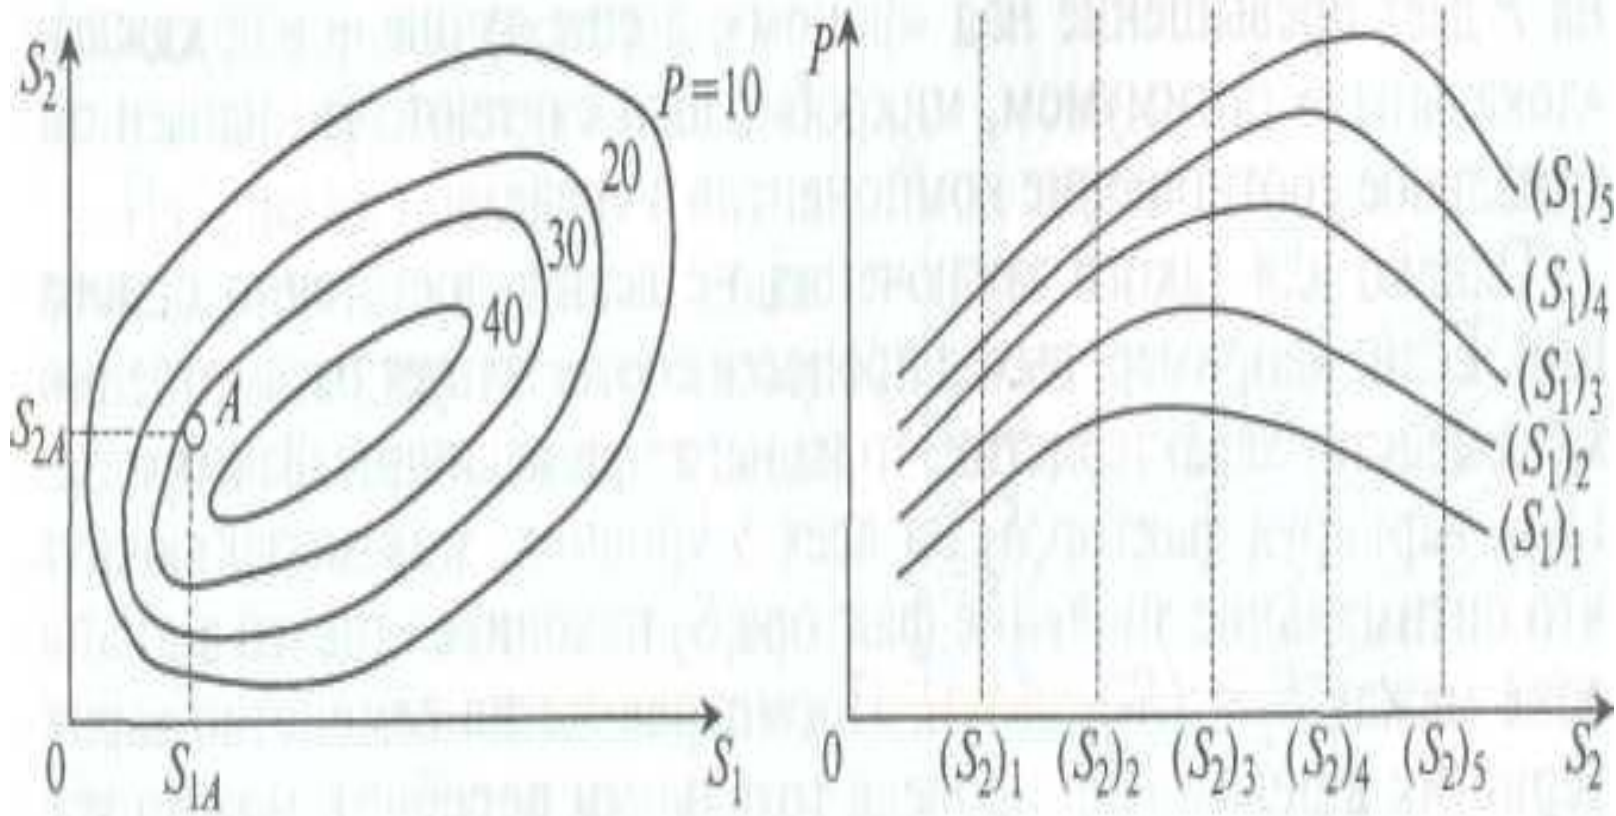 S₂
P=10
20
30
40
A
S₂A
0
S₁A
S₁
P
(S₁)₅
(S₁)₄
(S₁)₃
(S₁)₂
(S₁)₁
0
(S₂)₁
(S₂)₂
(S₂)₃
(S₂)₄
(S₂)₅
S₂